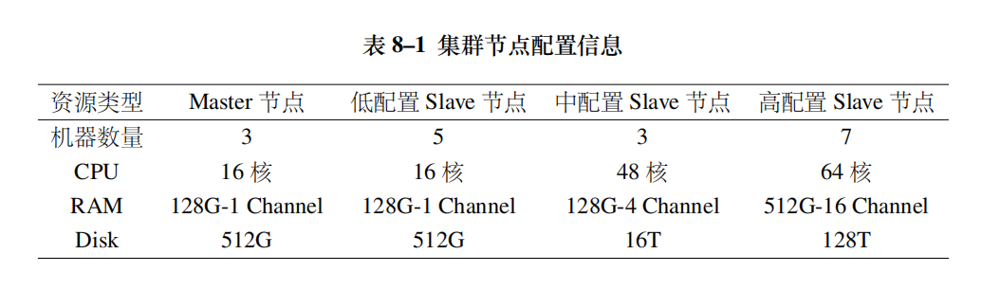 表 8–1 集群节点配置信息
资源类型 Master 节点 低配置 Slave 节点 中配置 Slave 节点 高配置 Slave 节点
机器数量 3 5 3 7
CPU 16 核 16 核 48 核 64 核
RAM 128G-1 Channel 128G-1 Channel 128G-4 Channel 512G-16 Channel
Disk 512G 512G 16T 128T